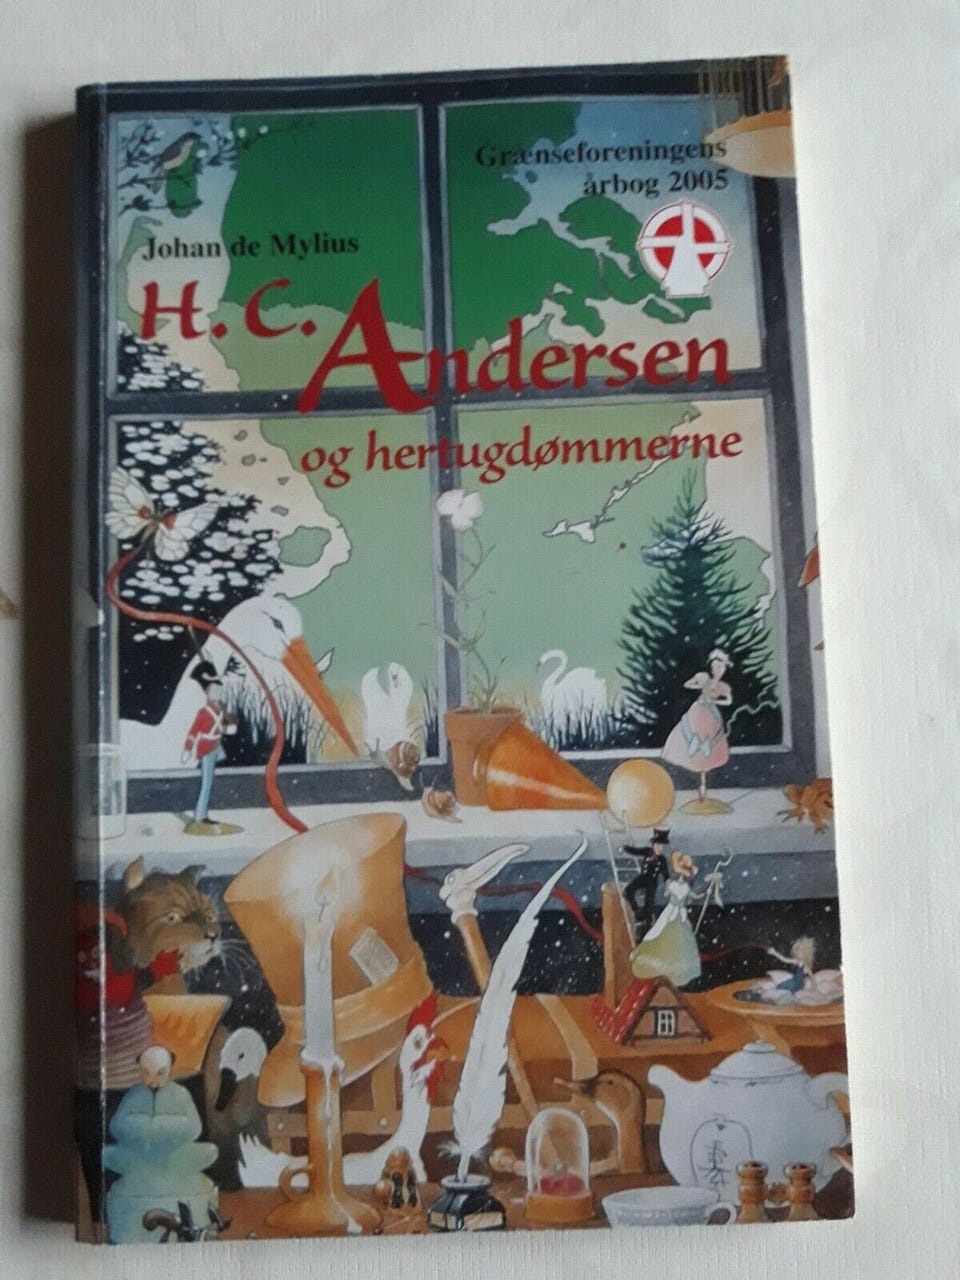 Grænseforeningens
årbog 2005
Johan de Mylius
H. C. Andersen
og hertugdømmerne